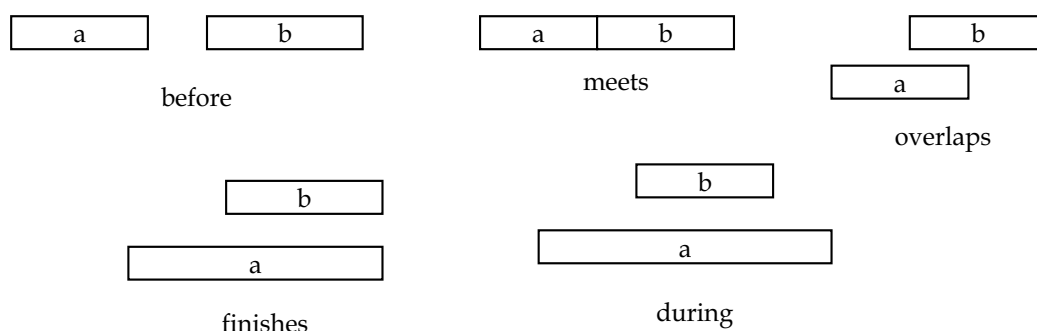 a b
before
a b
meets
b
a
overlaps
b
a
finishes
b
a
during